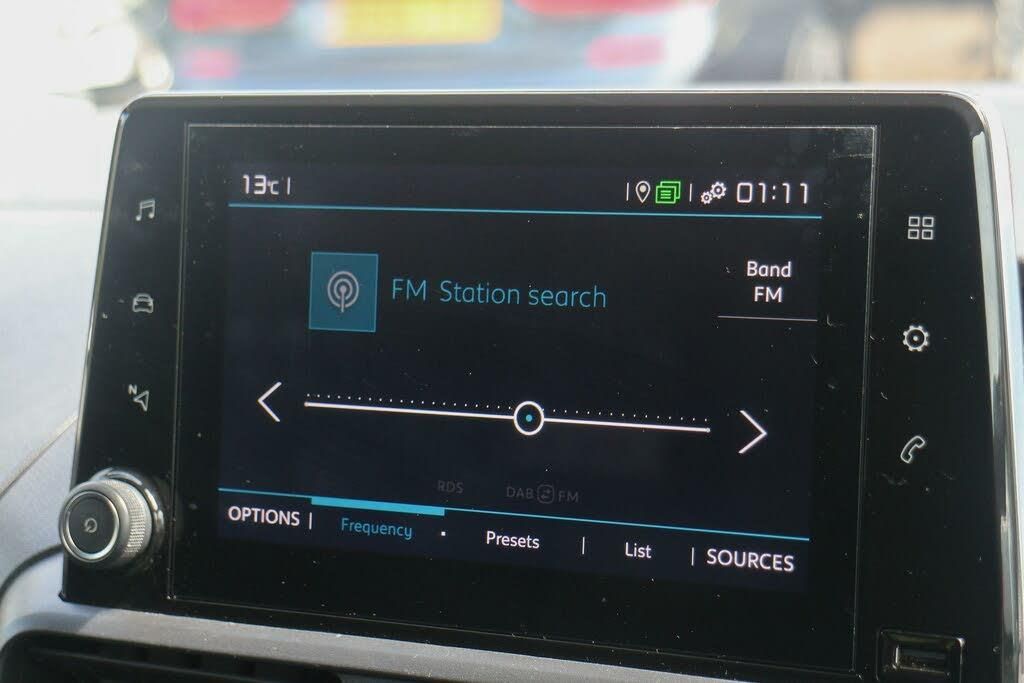 13°C |
01:11
FM Station search
Band
FM
RDS
DAB FM
OPTIONS | Frequency Presets | List | SOURCES
N